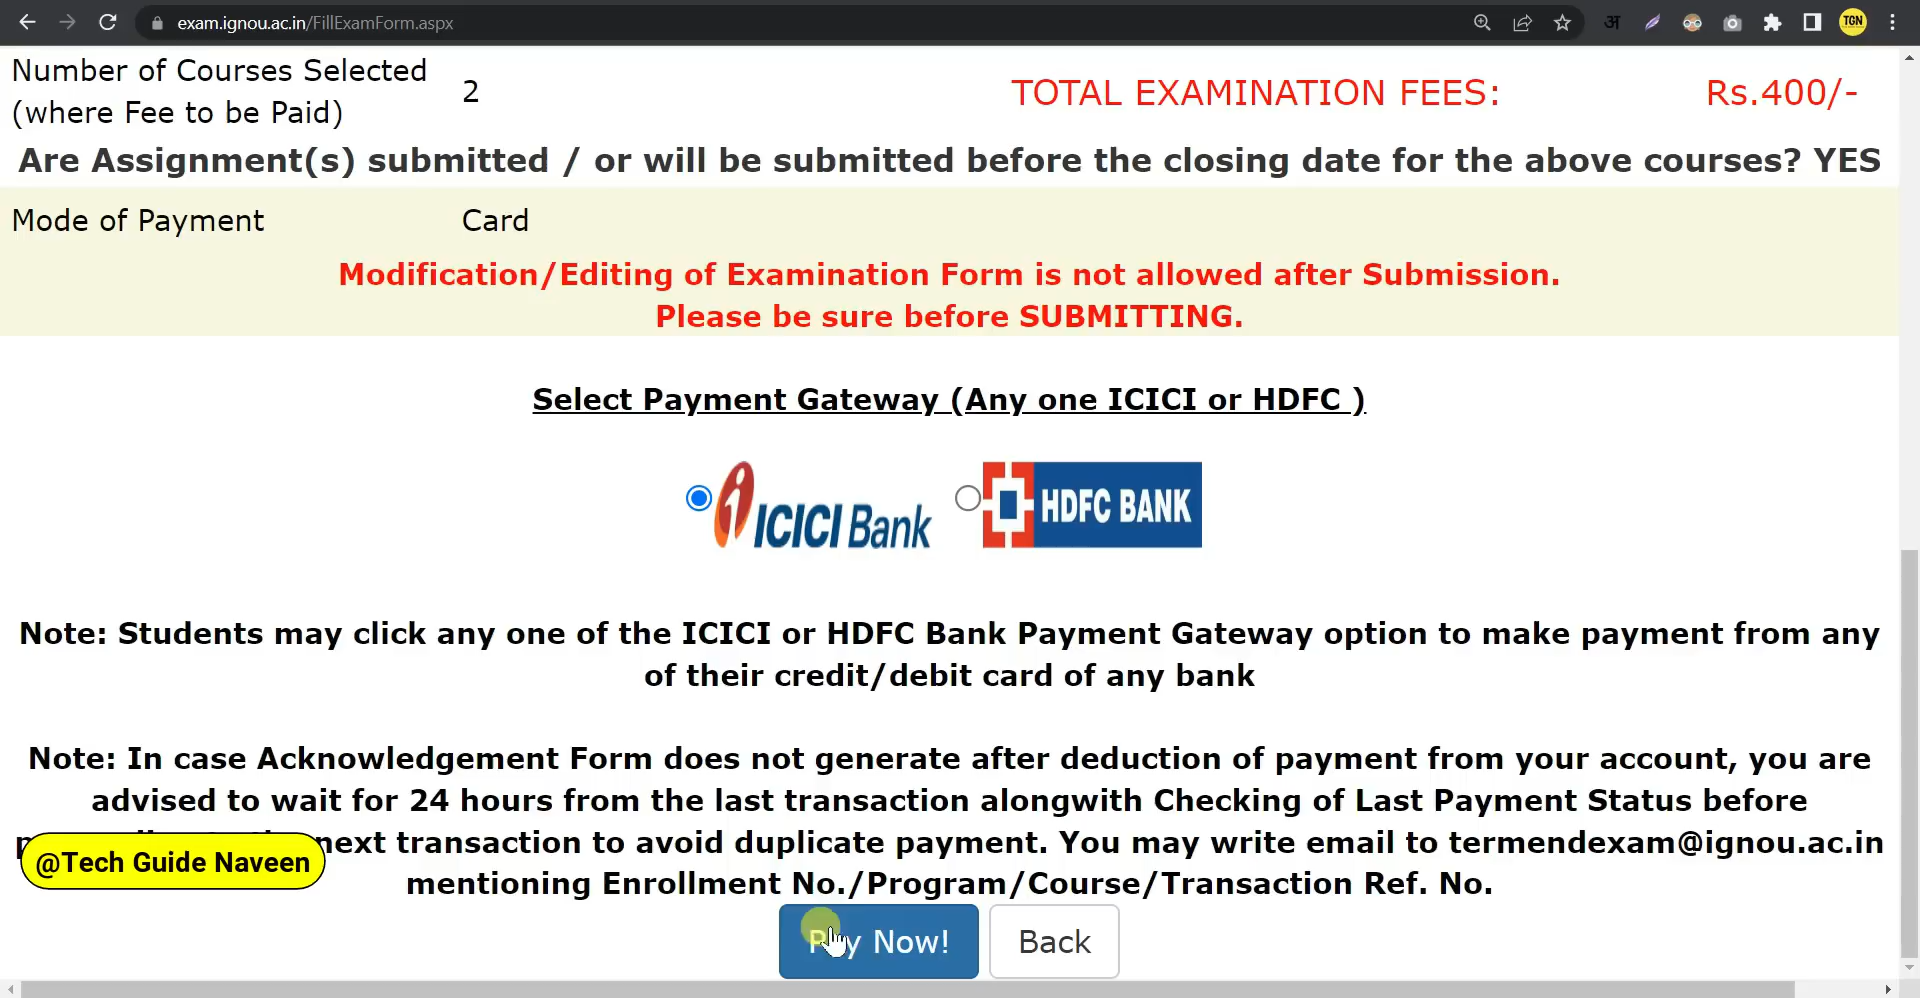 exam.ignou.ac.in/FillExamForm.aspx
अ
TGN
Number of Courses Selected
(where Fee to be Paid)
2
TOTAL EXAMINATION FEES:
Rs.400/-
Are Assignment(s) submitted / or will be submitted before the closing date for the above courses? YES
Mode of Payment
Card
Modification/Editing of Examination Form is not allowed after Submission.
Please be sure before SUBMITTING.
Select Payment Gateway (Any one ICICI or HDFC )
ICICI Bank
HDFC BANK
Note: Students may click any one of the ICICI or HDFC Bank Payment Gateway option to make payment from any
of their credit/debit card of any bank
Note: In case Acknowledgement Form does not generate after deduction of payment from your account, you are
advised to wait for 24 hours from the last transaction alongwith Checking of Last Payment Status before
next transaction to avoid duplicate payment. You may write email to termendexam@ignou.ac.in
@Tech Guide Naveen
mentioning Enrollment No./Program/Course/Transaction Ref. No.
Pay Now!
Back